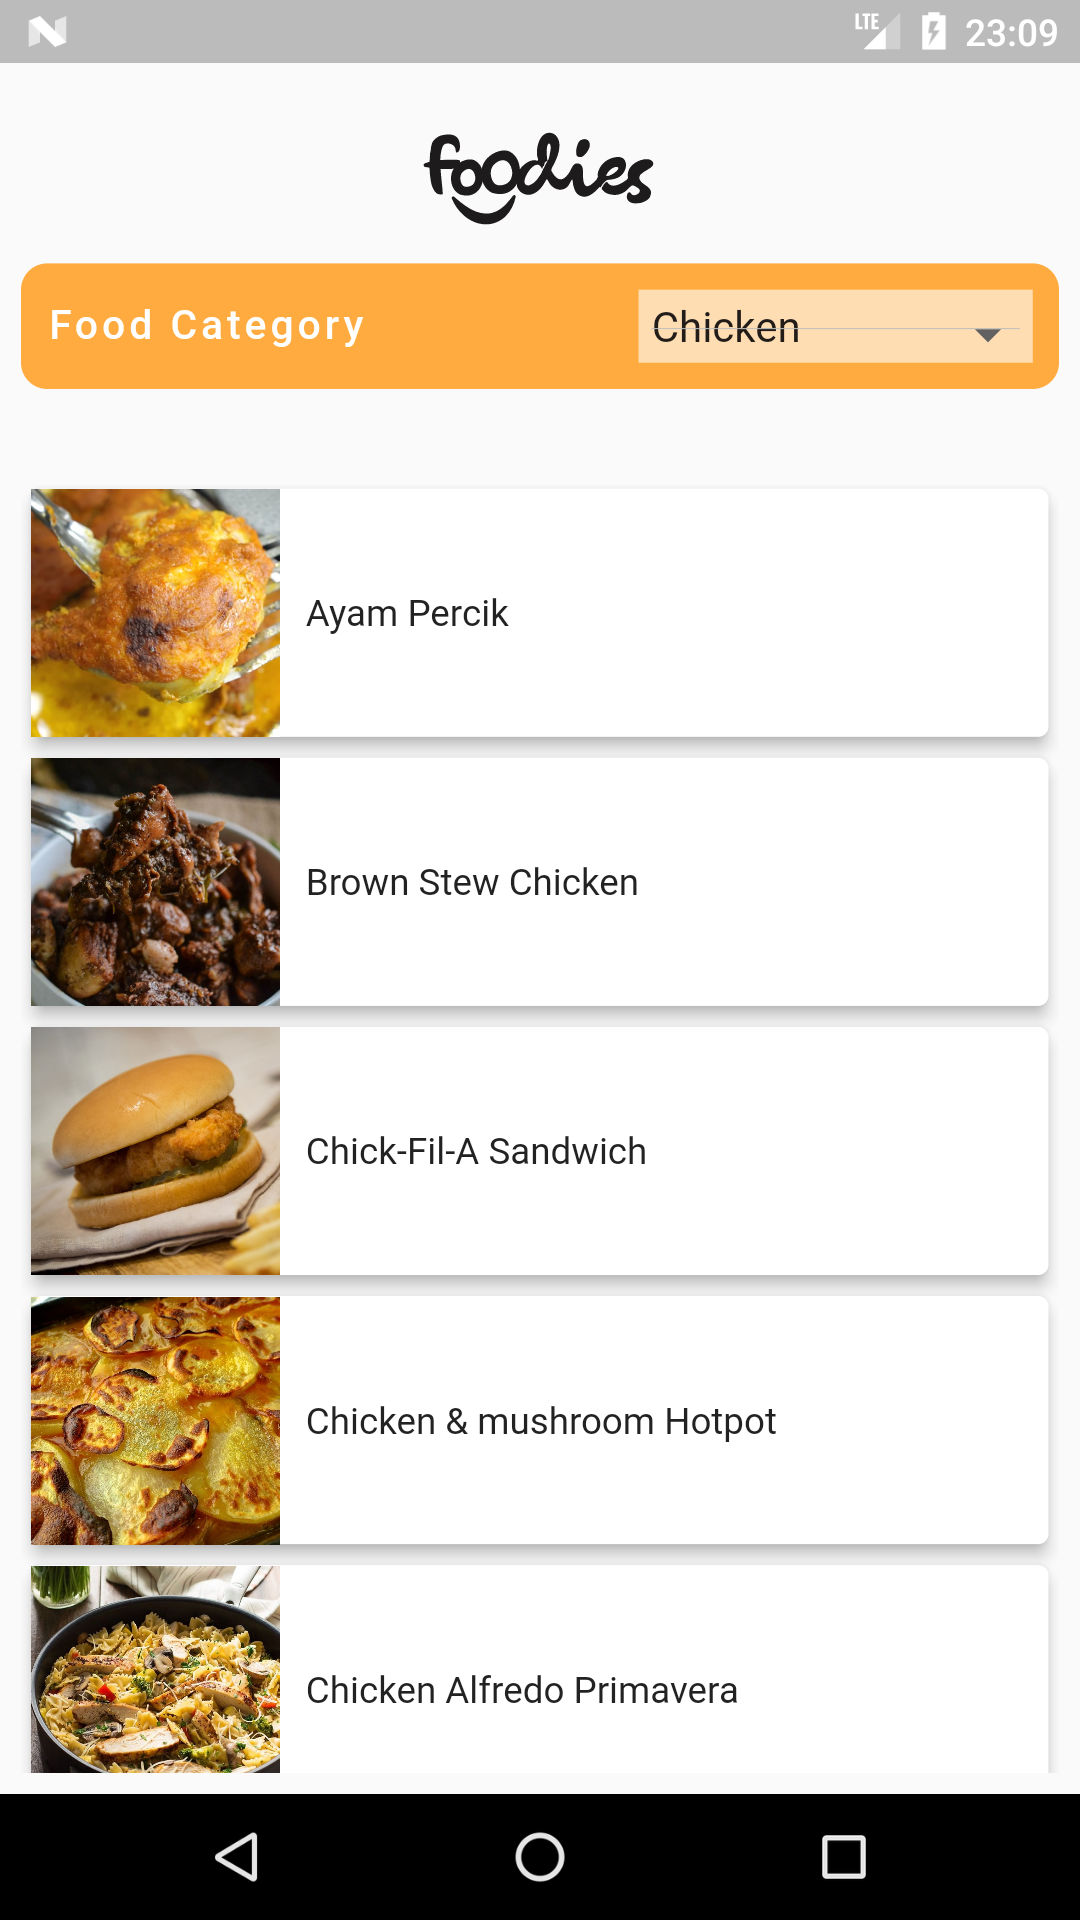 LTE 23:09
foodies
Food Category Chicken
Ayam Percik
Brown Stew Chicken
Chick-Fil-A Sandwich
Chicken & mushroom Hotpot
Chicken Alfredo Primavera